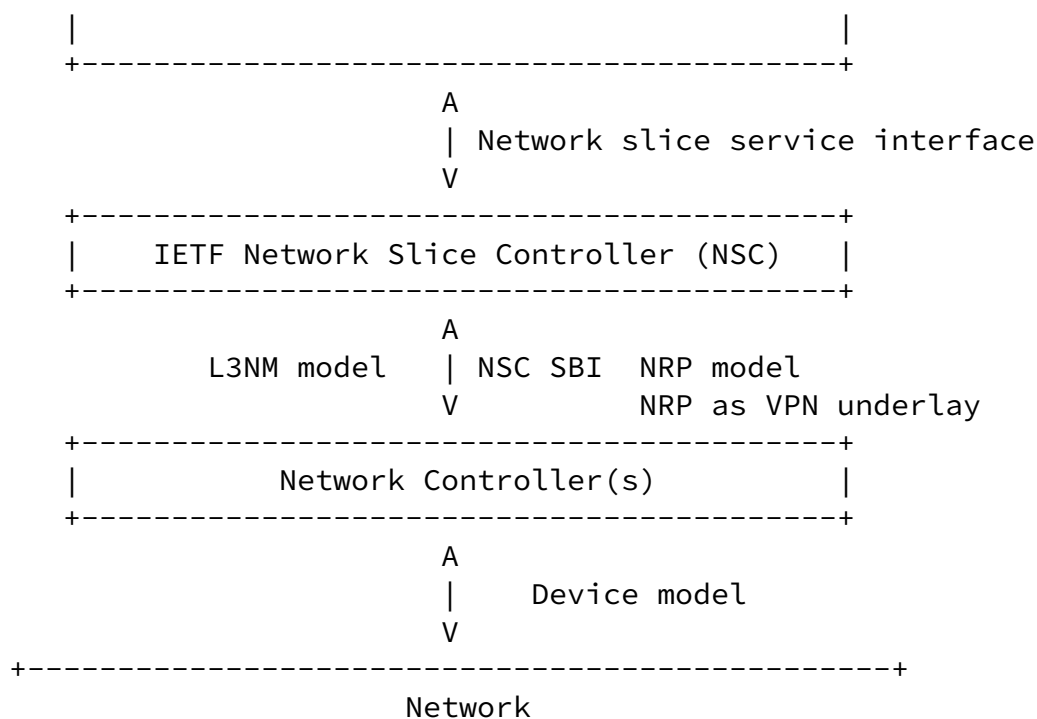 |                                          |
+------------------------------------------+
A
| Network slice service interface
V
+------------------------------------------+
|    IETF Network Slice Controller (NSC)   |
+------------------------------------------+
A
L3NM model   | NSC SBI  NRP model
V          NRP as VPN underlay
+------------------------------------------+
|           Network Controller(s)          |
+------------------------------------------+
A
|    Device model
V
+------------------------------------------------+
Network